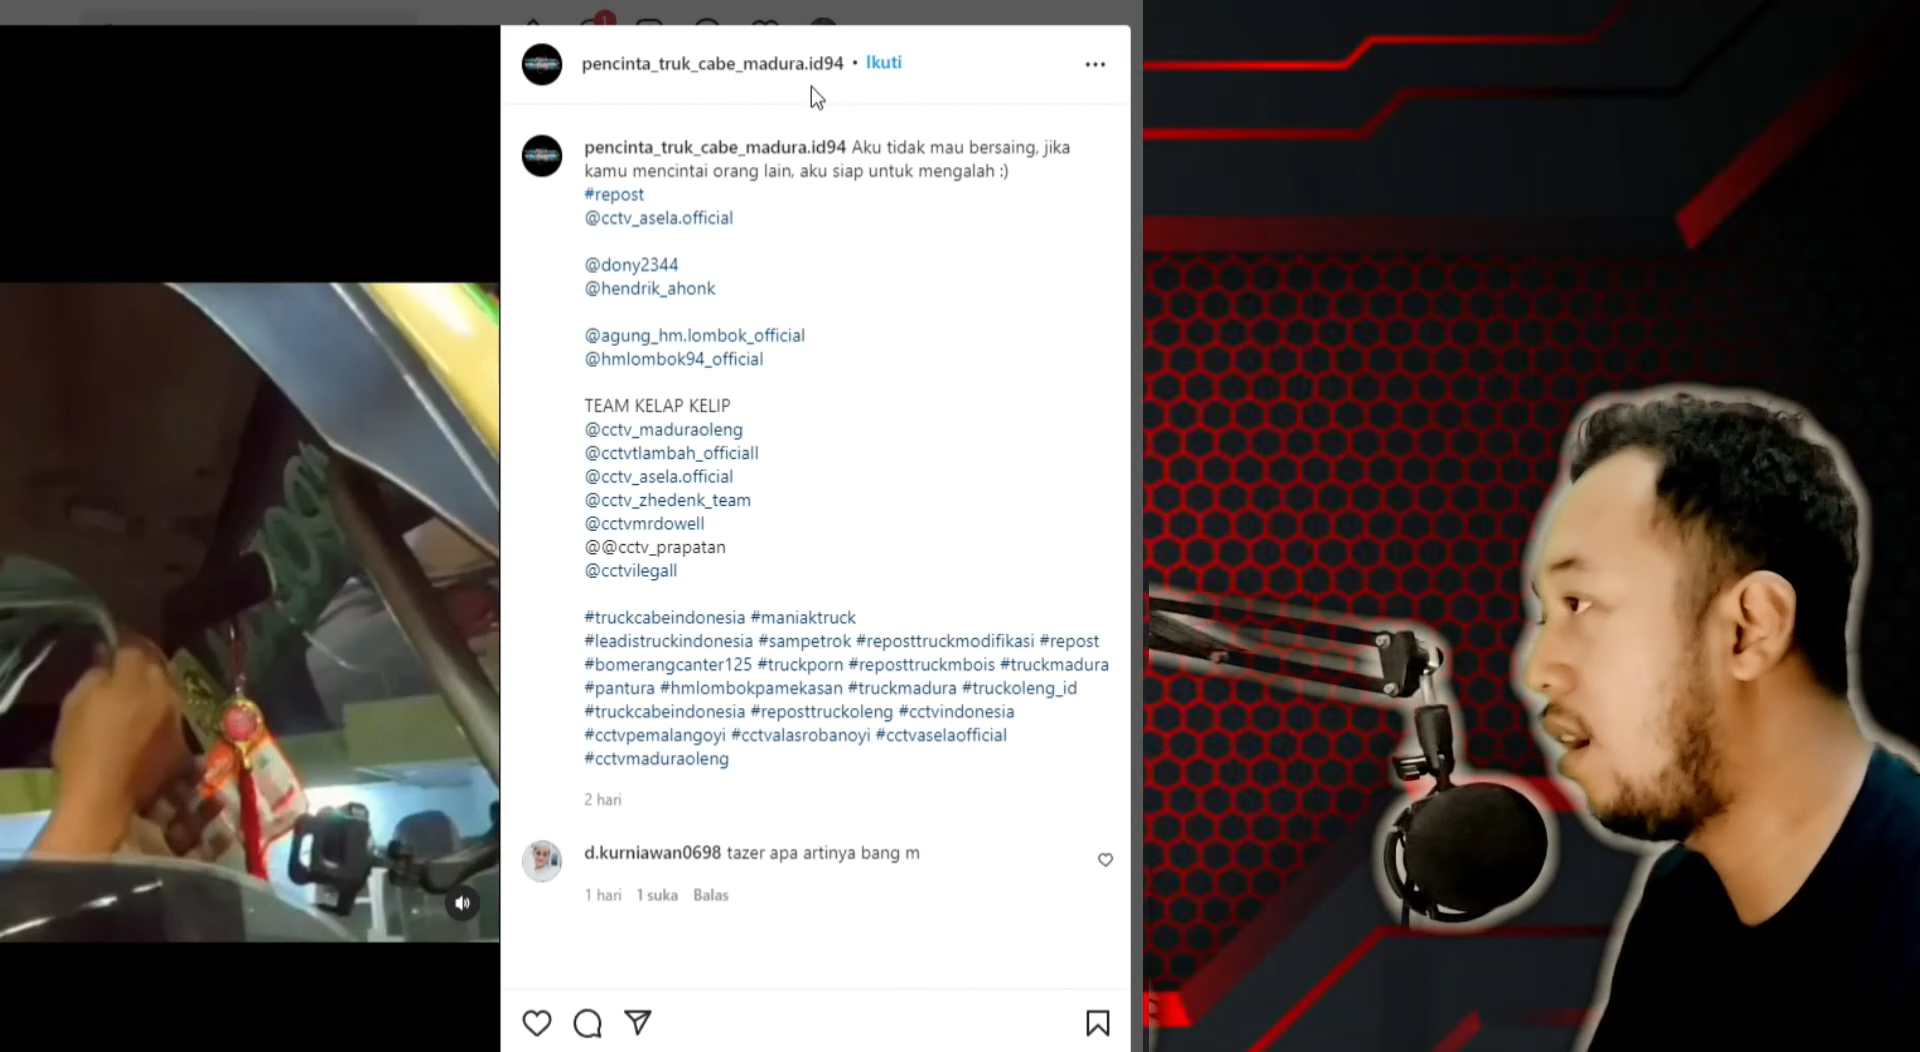 1
pencinta_truk_cabe_madura.id94 • Ikuti
pencinta_truk_cabe_madura.id94 Aku tidak mau bersaing, jika
kamu mencintai orang lain, aku siap untuk mengalah :)
#repost
@cctv_asela.official
@dony2344
@hendrik_ahonk
@agung_hm.lombok_official
@hmlombok94_official
TEAM KELAP KELIP
@cctv_maduraoleng
@cctvtlambah_officiall
@cctv_asela.official
@cctv_zhedenk_team
@cctvmrdowell
@@cctv_prapatan
@cctvilegall
#truckcabeindonesia #maniaktruck
#leadistruckindonesia #sampetrok #reposttruckmodifikasi #repost
#bomerangcanter125 #truckporn #reposttruckmbois #truckmadura
#pantura #hmlombokpamekasan #truckmadura #truckoleng_id
#truckcabeindonesia #reposttruckoleng #cctvindonesia
#cctvpemalangoyi #cctvalasrobanoyi #cctvaselaofficial
#cctvmaduraoleng
2 hari
d.kurniawan0698 tazer apa artinya bang m
1 hari 1 suka Balas